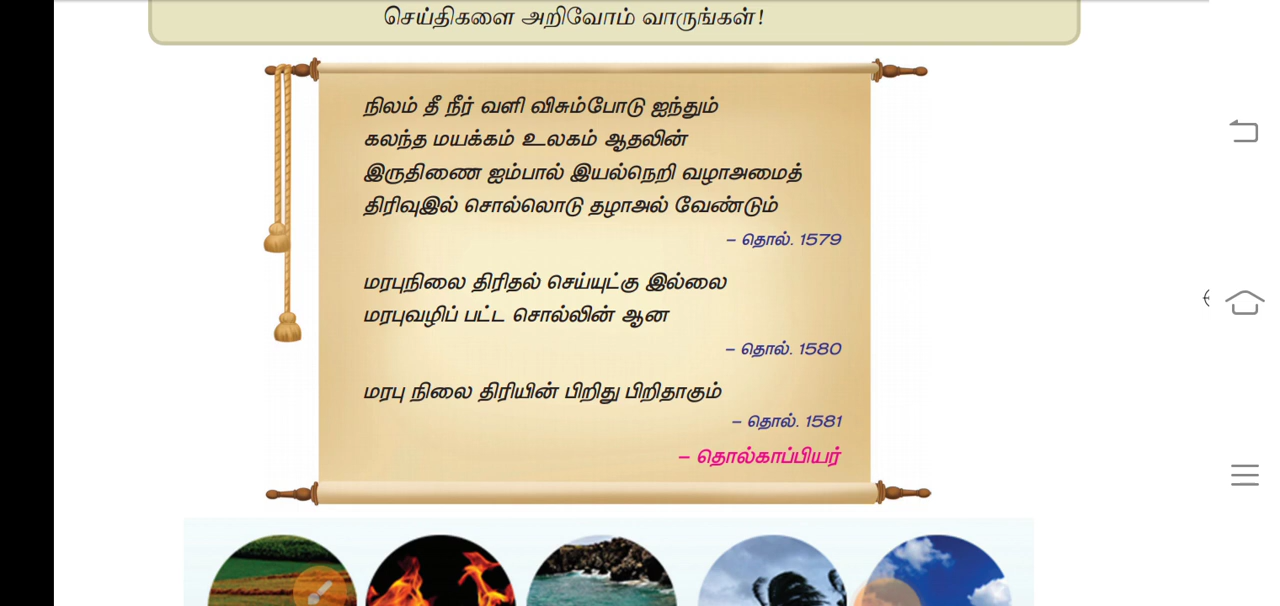 செய்திகளை அறிவோம் வாருங்கள்!
நிலம் தீ நீர் வளி விசும்போடு ஐந்தும்
கலந்த மயக்கம் உலகம் ஆதலின்
இருதிணை ஐம்பால் இயல்நெறி வழாஅமைத்
திரிவுஇல் சொல்லொடு தழாஅல் வேண்டும்
– தொல். 1579
மரபுநிலை திரிதல் செய்யுட்கு இல்லை
மரபுவழிப் பட்ட சொல்லின் ஆன
– தொல். 1580
மரபு நிலை திரியின் பிறிது பிறிதாகும்
– தொல். 1581
– தொல்காப்பியர்